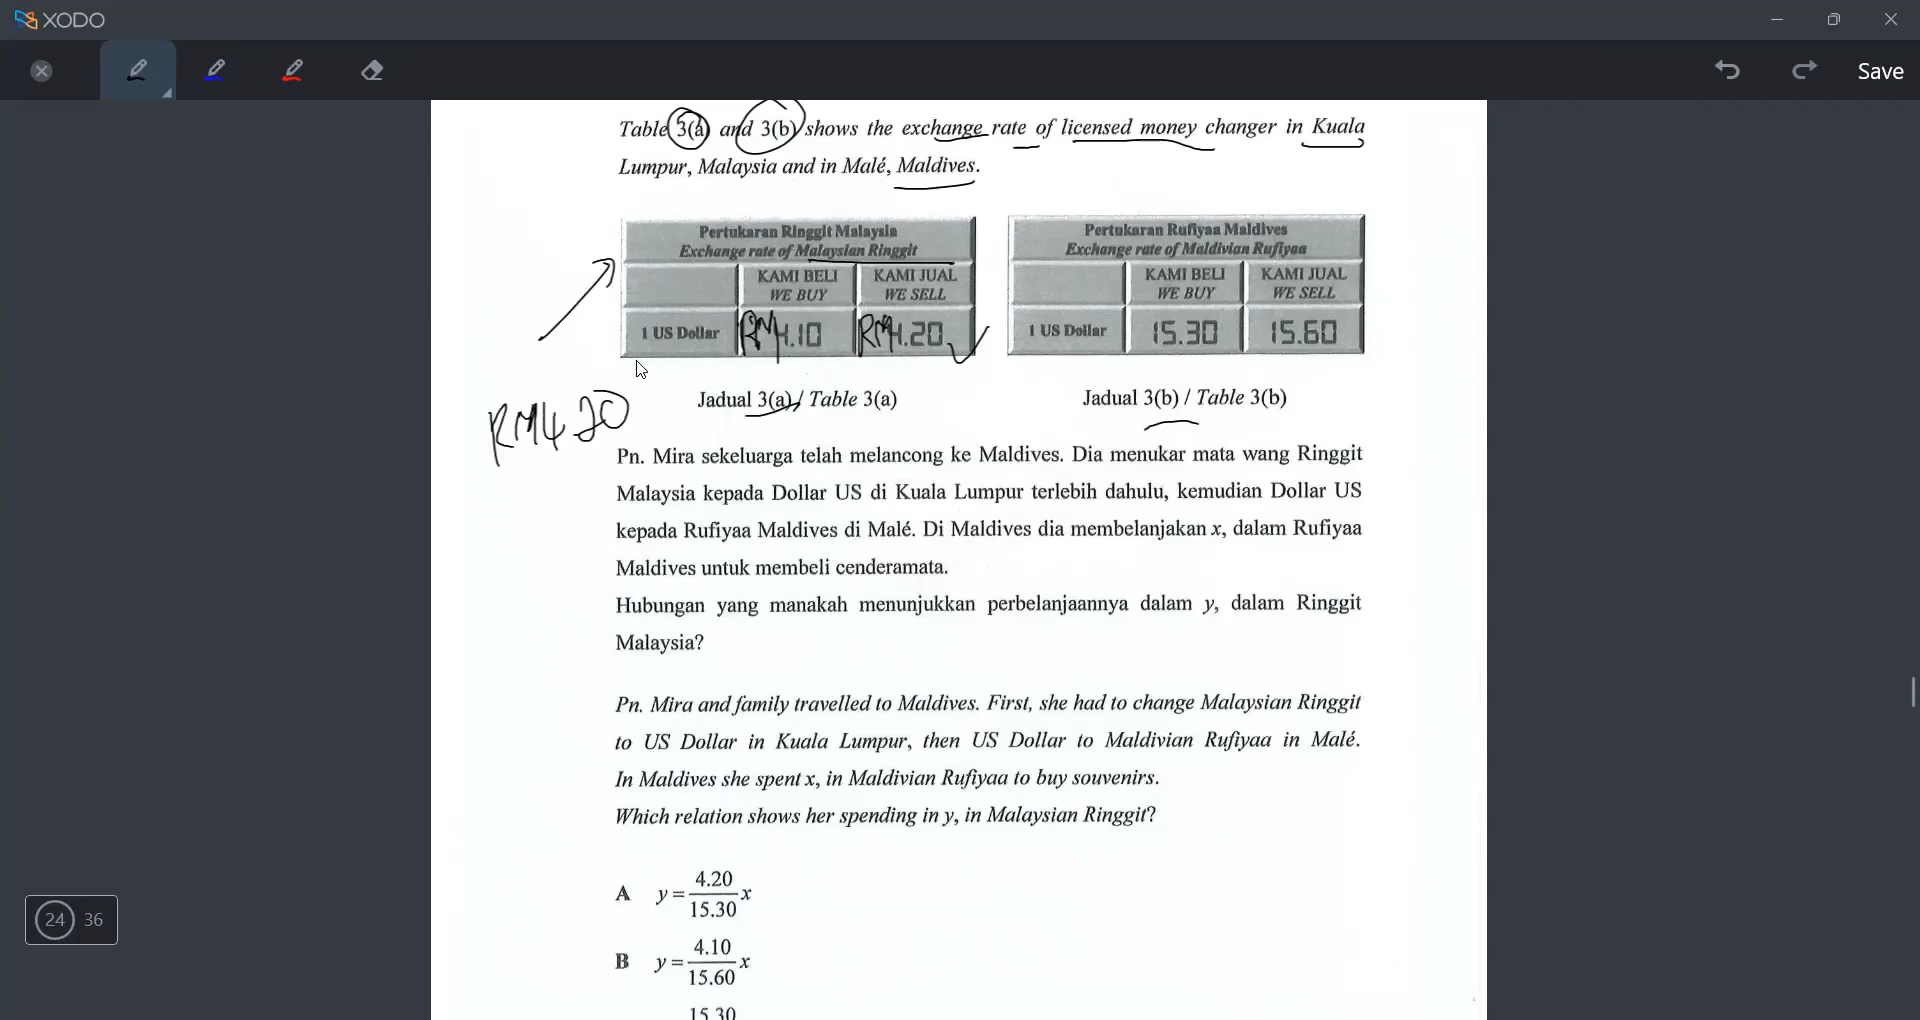 XODO
Save
Table 3(a) and 3(b) shows the exchange rate of licensed money changer in Kuala
Lumpur, Malaysia and in Malé, Maldives.
Pertukaran Ringgit Malaysia
Exchange rate of Malaysian Ringgit
KAMI BELI KAMI JUAL
WE BUY WE SELL
1 US Dollar RM4.10 RM4.20
Pertukaran Rufiyaa Maldives
Exchange rate of Maldivian Rufiyaa
KAMI BELI KAMI JUAL
WE BUY WE SELL
1 US Dollar 15.30 15.60
Jadual 3(a) / Table 3(a)
Jadual 3(b) / Table 3(b)
RM4.20
Pn. Mira sekeluarga telah melancong ke Maldives. Dia menukar mata wang Ringgit
Malaysia kepada Dollar US di Kuala Lumpur terlebih dahulu, kemudian Dollar US
kepada Rufiyaa Maldives di Malé. Di Maldives dia membelanjakan x, dalam Rufiyaa
Maldives untuk membeli cenderamata.
Hubungan yang manakah menunjukkan perbelanjaannya dalam y, dalam Ringgit
Malaysia?
Pn. Mira and family travelled to Maldives. First, she had to change Malaysian Ringgit
to US Dollar in Kuala Lumpur, then US Dollar to Maldivian Rufiyaa in Malé.
In Maldives she spent x, in Maldivian Rufiyaa to buy souvenirs.
Which relation shows her spending in y, in Malaysian Ringgit?
A y = 4.20/15.30 x
B y = 4.10/15.60 x
15.30
24 36